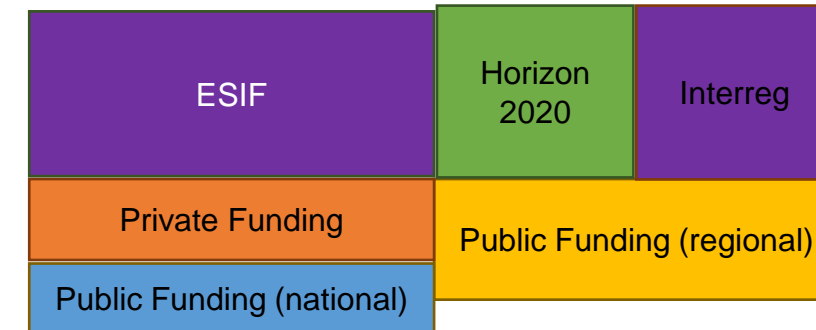 ESIF
Horizon
2020
Interreg
Private Funding
Public Funding (regional)
Public Funding (national)